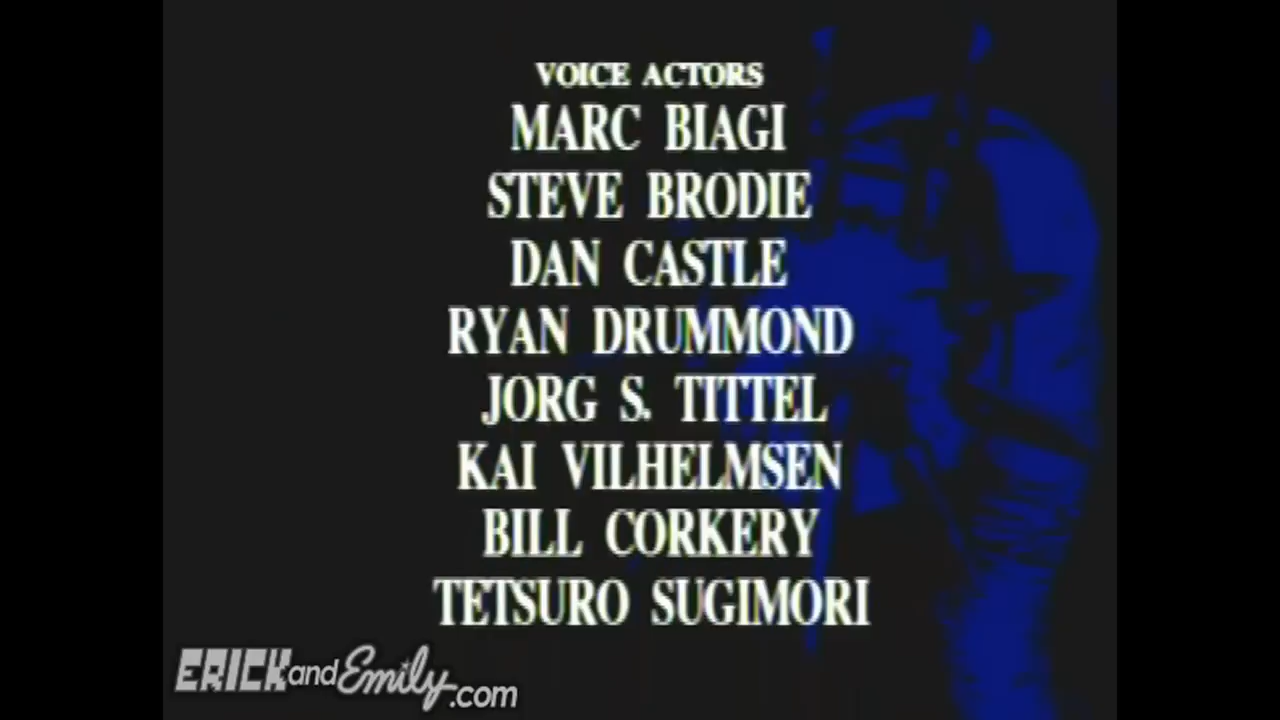 VOICE ACTORS
MARC BIAGI
STEVE BRODIE
DAN CASTLE
RYAN DRUMMOND
JORG S. TITTEL
KAI VILHELMSEN
BILL CORKERY
TETSURO SUGIMORI
ERICKandEmily.com